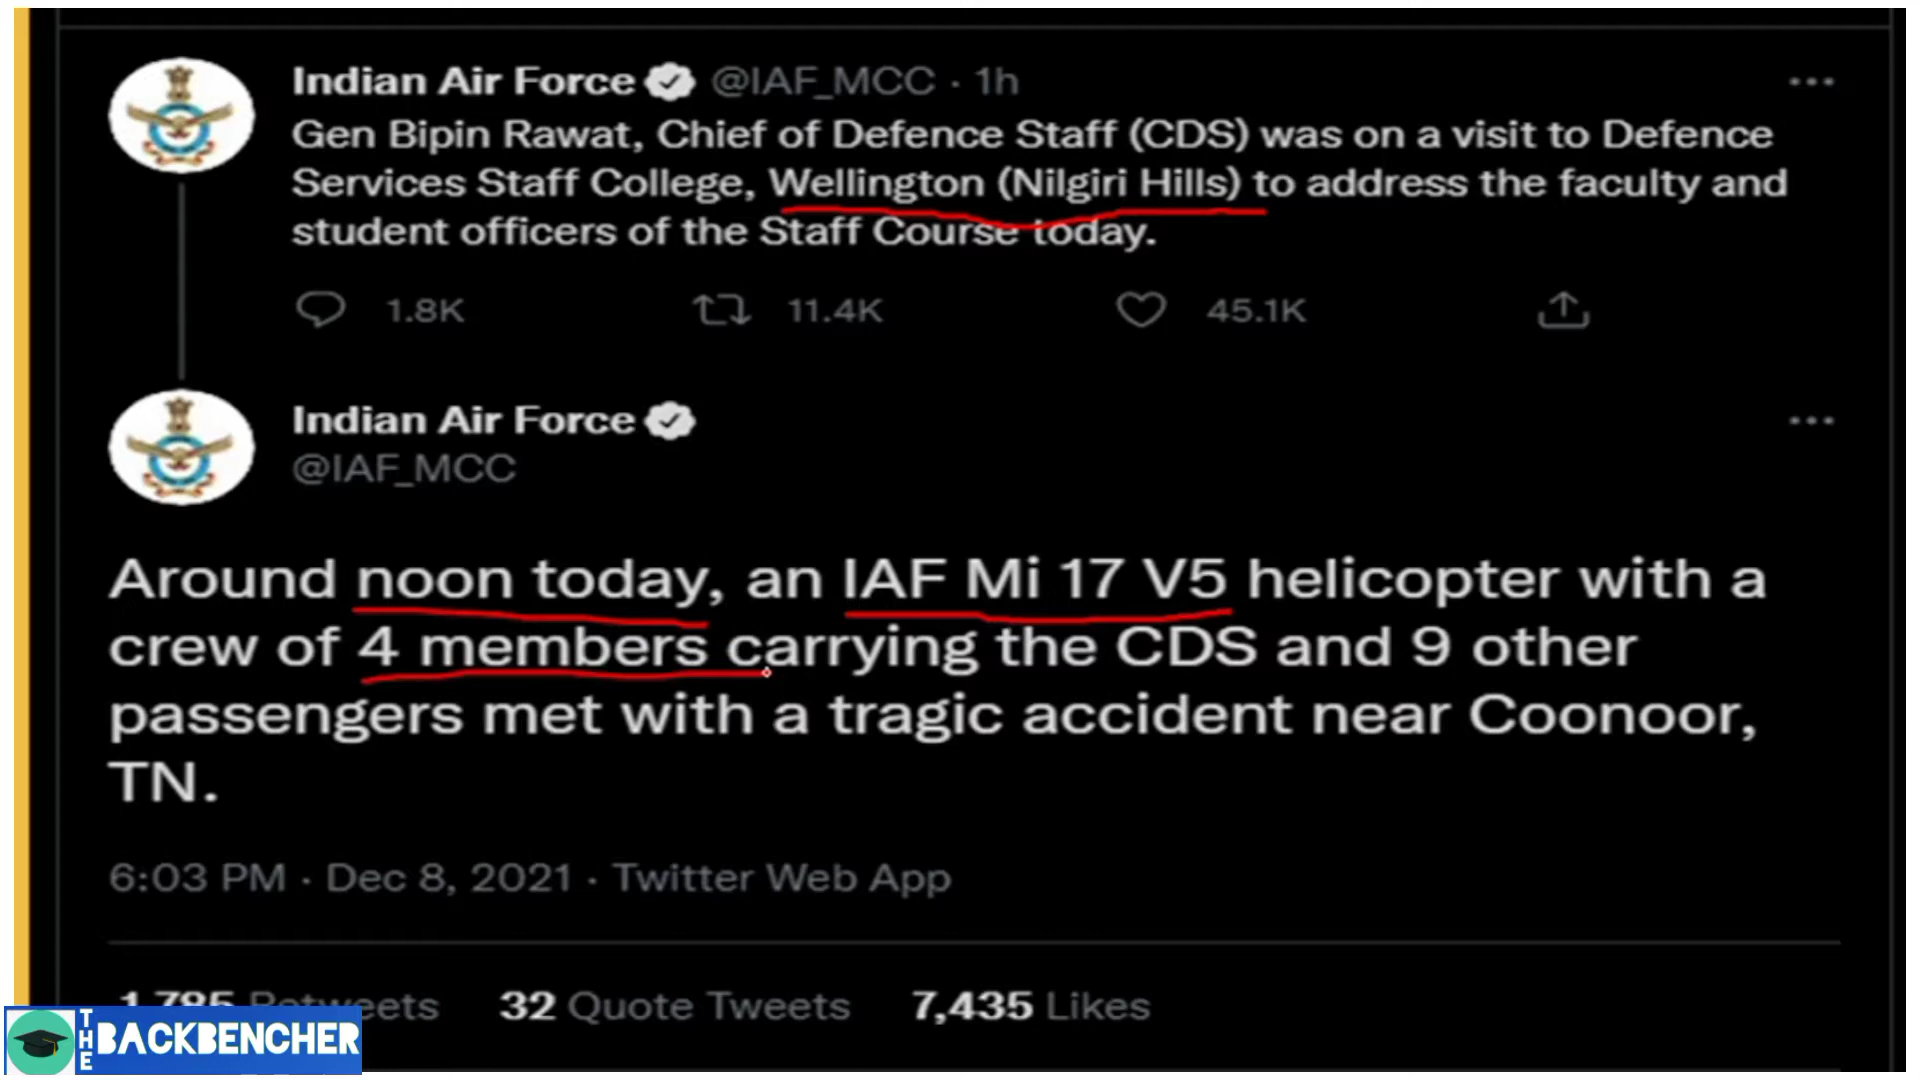 Indian Air Force @IAF_MCC · 1h
Gen Bipin Rawat, Chief of Defence Staff (CDS) was on a visit to Defence
Services Staff College, Wellington (Nilgiri Hills) to address the faculty and
student officers of the Staff Course today.
1.8K 11.4K 45.1K
Indian Air Force
@IAF_MCC
Around noon today, an IAF Mi 17 V5 helicopter with a
crew of 4 members carrying the CDS and 9 other
passengers met with a tragic accident near Coonoor,
TN.
6:03 PM · Dec 8, 2021 · Twitter Web App
1,785 Retweets 32 Quote Tweets 7,435 Likes
THE BACKBENCHER